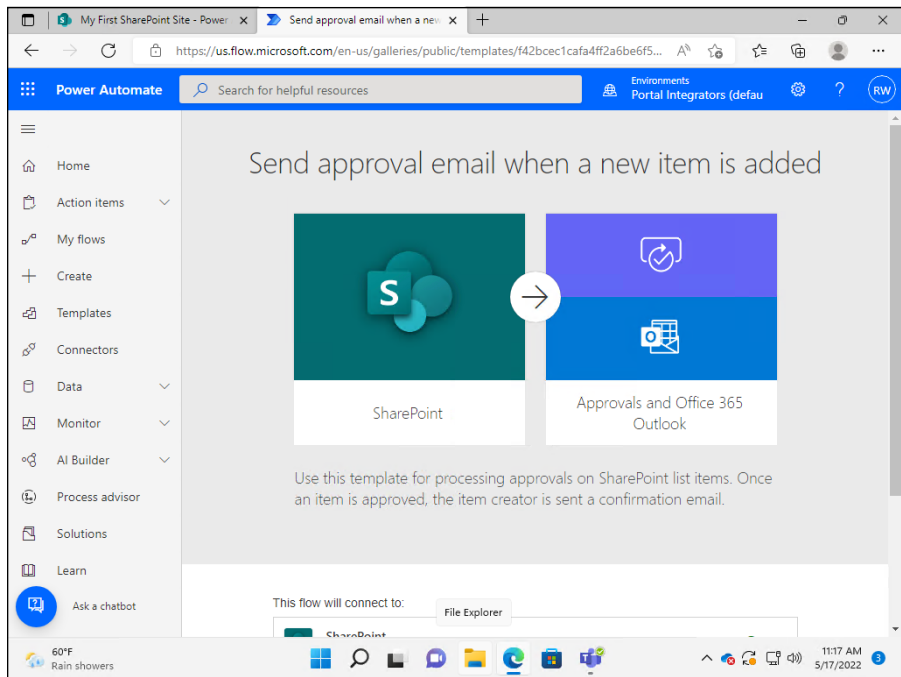 My First SharePoint Site - Power
Send approval email when a new
https://us.flow.microsoft.com/en-us/galleries/public/templates/f42bcec1cafa4ff2a6be6f5...
Power Automate
Search for helpful resources
Environments
Portal Integrators (defau
?
RW
Home
Action items
My flows
Create
Templates
Connectors
Data
Monitor
AI Builder
Process advisor
Solutions
Learn
Ask a chatbot
Send approval email when a new item is added
S
SharePoint
Approvals and Office 365
Outlook
Use this template for processing approvals on SharePoint list items. Once
an item is approved, the item creator is sent a confirmation email.
This flow will connect to:
SharePoint
File Explorer
60°F
Rain showers
11:17 AM
5/17/2022
3